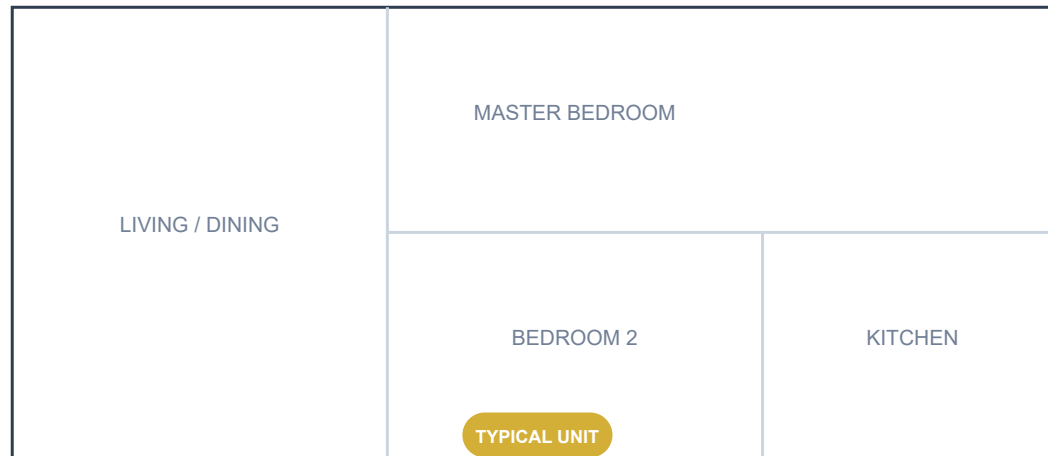 MASTER BEDROOM
LIVING / DINING
BEDROOM 2
KITCHEN
TYPICAL UNIT